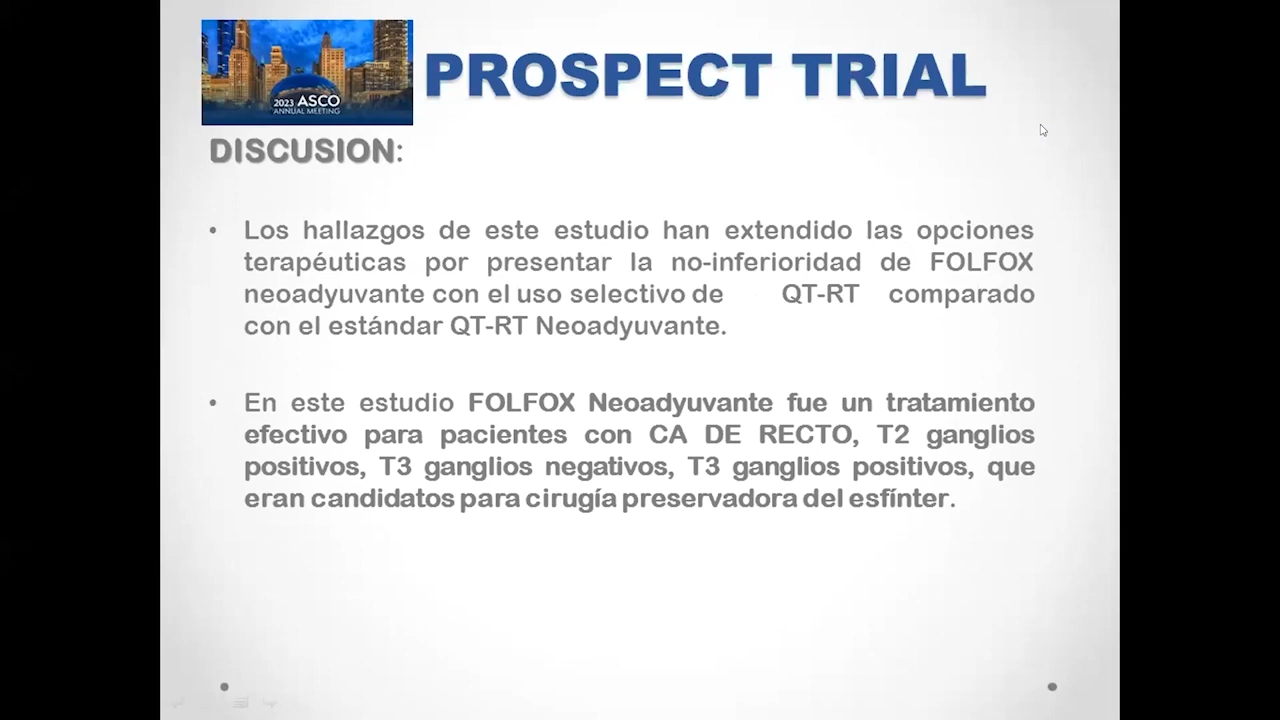 2023 ASCO
ANNUAL MEETING
PROSPECT TRIAL
DISCUSION:
• Los hallazgos de este estudio han extendido las opciones
terapéuticas por presentar la no-inferioridad de FOLFOX
neoadyuvante con el uso selectivo de QT-RT comparado
con el estándar QT-RT Neoadyuvante.
• En este estudio FOLFOX Neoadyuvante fue un tratamiento
efectivo para pacientes con CA DE RECTO, T2 ganglios
positivos, T3 ganglios negativos, T3 ganglios positivos, que
eran candidatos para cirugía preservadora del esfínter.